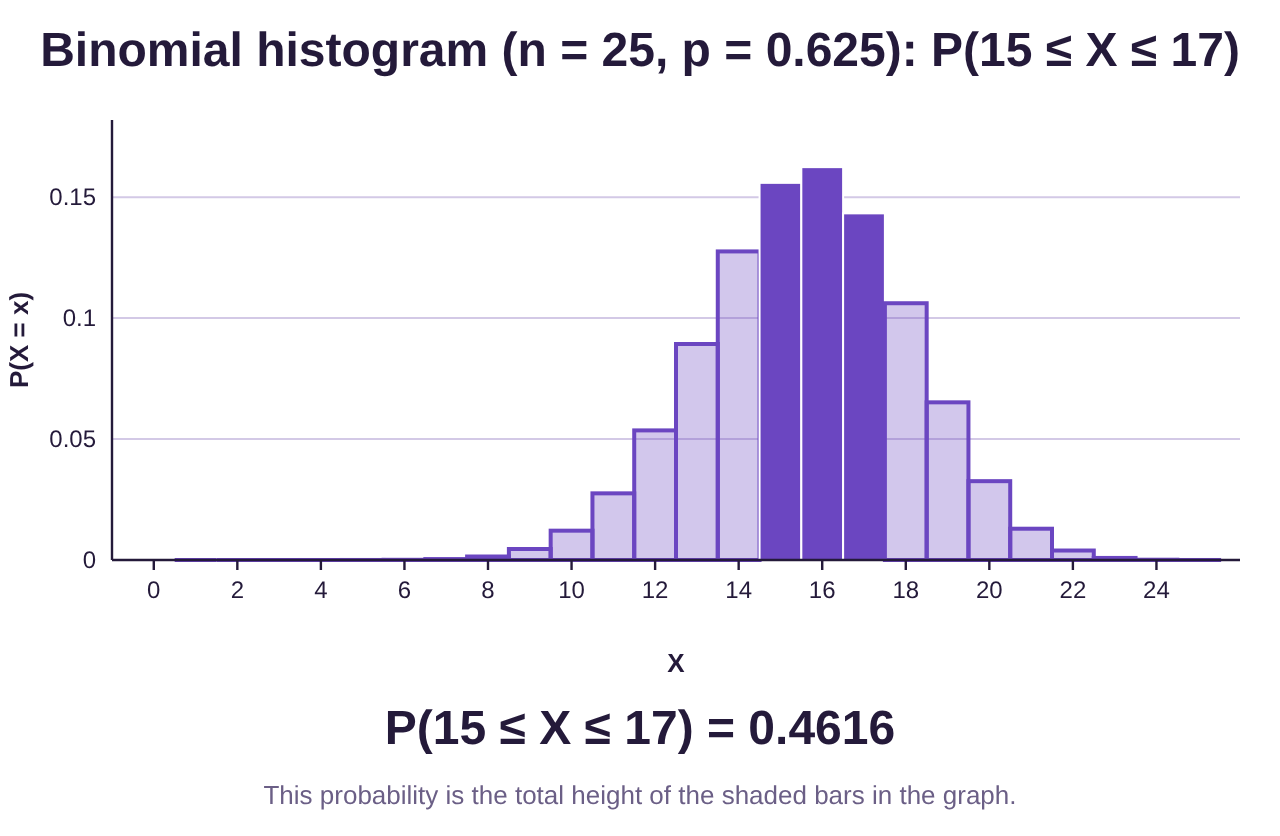 Binomial histogram (n = 25, p = 0.625): P(15 ≤ X ≤ 17)
0.15
0.1
0.05
0
P(X = x)
0 2 4 6 8 10 12 14 16 18 20 22 24
X
P(15 ≤ X ≤ 17) = 0.4616
This probability is the total height of the shaded bars in the graph.